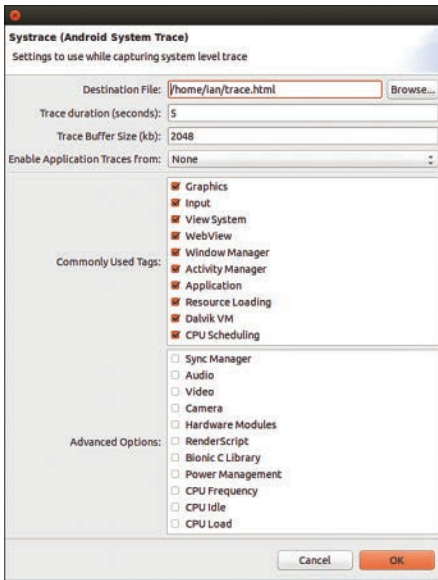 Systrace (Android System Trace)
Settings to use while capturing system level trace
Destination File: /home/ian/trace.html Browse...
Trace duration (seconds): 5
Trace Buffer Size (kb): 2048
Enable Application Traces from: None
Commonly Used Tags:
Graphics
Input
View System
WebView
Window Manager
Activity Manager
Application
Resource Loading
Dalvik VM
CPU Scheduling
Advanced Options:
Sync Manager
Audio
Video
Camera
Hardware Modules
RenderScript
Bionic C Library
Power Management
CPU Frequency
CPU Idle
CPU Load
Cancel OK